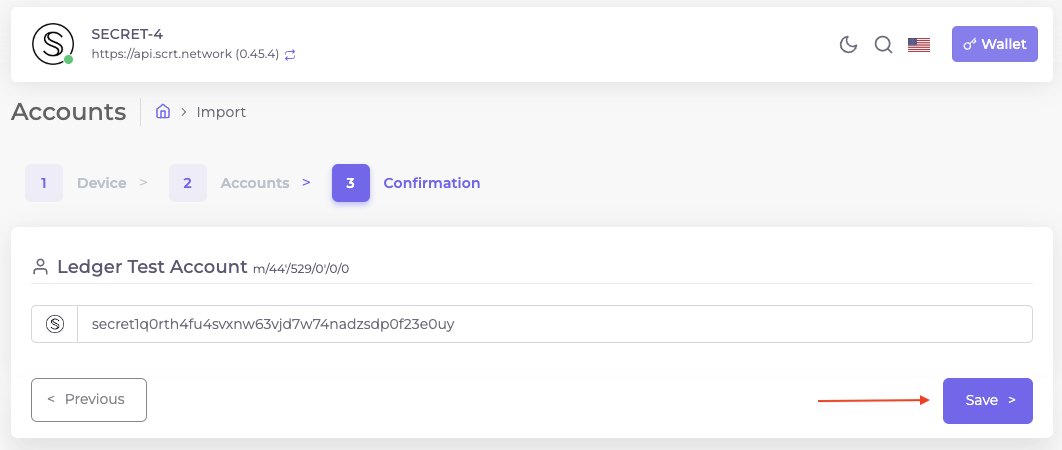 SECRET-4
https://api.scrt.network (0.45.4)
Wallet
Accounts > Import
1 Device > 2 Accounts > 3 Confirmation
Ledger Test Account m/44'/529/0'/0/0
secret1q0rth4fu4svxnw63vjd7w74nadzsdp0f23e0uy
< Previous
Save >